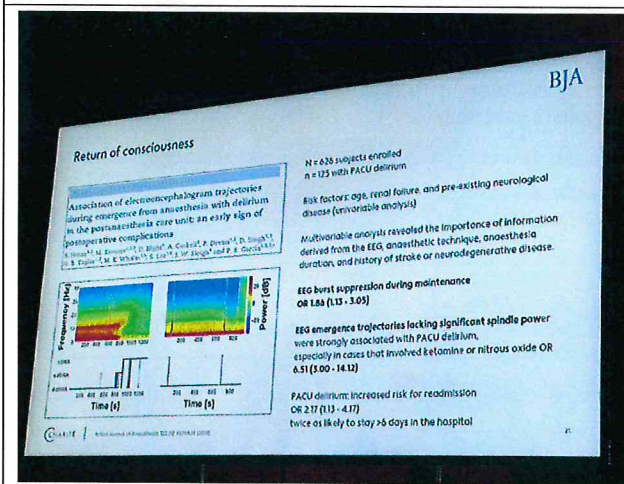 BJA
Return of consciousness
Association of electroencephalogram trajectories
during emergence from anaesthesia with delirium
in the postanaesthesia care unit: an early sign of
postoperative complications
Frequency [Hz]
Power [dB]
Time [s]
Time [s]
CHARITÉ
N = 626 subjects enrolled
n = 125 with PACU delirium
Risk factors: age, renal failure, and pre-existing neurological
disease (univariable analysis)
Multivariable analysis revealed the importance of information
derived from the EEG, anaesthetic technique, anaesthesia
duration, and history of stroke or neurodegenerative disease.
EEG burst suppression during maintenance
OR 1.86 (1.13 - 3.05)
EEG emergence trajectories lacking significant spindle power
were strongly associated with PACU delirium,
especially in cases that involved ketamine or nitrous oxide OR
6.51 (3.00 - 14.12)
PACU delirium: increased risk for readmission
OR 2.17 (1.13 - 4.17)
twice as likely to stay >6 days in the hospital